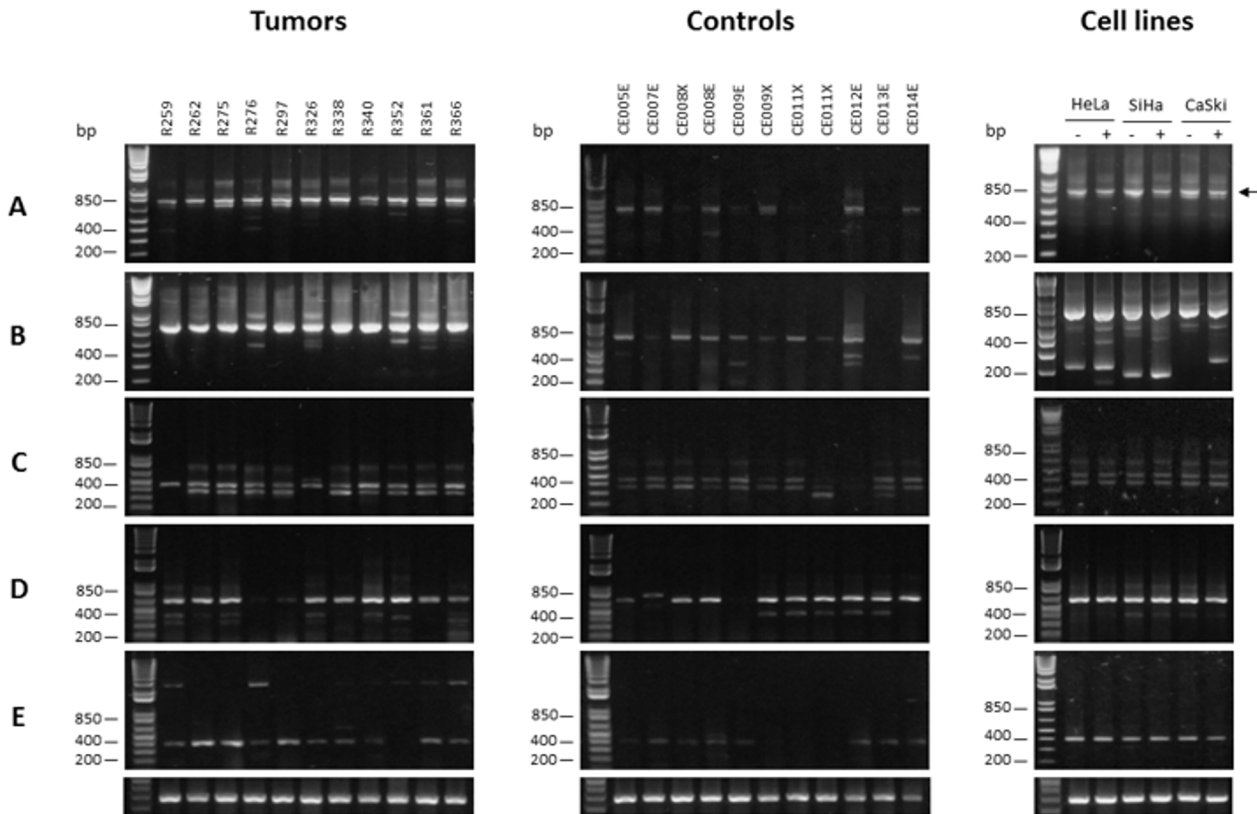 Tumors Controls Cell lines
R259 R262 R275 R276 R297 R326 R338 R340 R352 R361 R366
CE005E CE007E CE008X CE008E CE009E CE009X CE011X CE011X CE012E CE013E CE014E
HeLa SiHa CaSki
bp bp bp - + - + - +
A
850 400 200
850 400 200
850 400 200
B
850 400 200
850 400 200
850 400 200
C
850 400 200
850 400 200
850 400 200
D
850 400 200
850 400 200
850 400 200
E
850 400 200
850 400 200
850 400 200